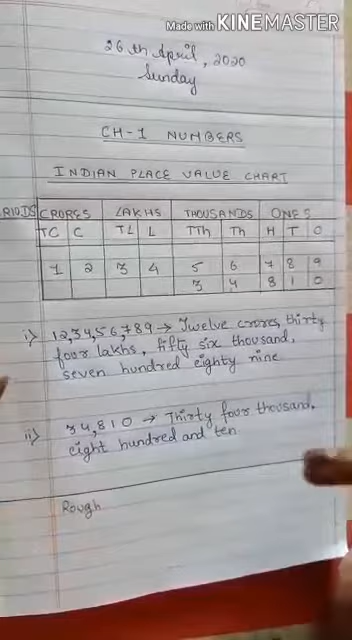 Made with KINEMASTER
26th April, 2020
Sunday
CH-1 NUMBERS
INDIAN PLACE VALUE CHART
RIODS CRORES LAKHS THOUSANDS ONES
TC C TL L TTh Th H T O
1 2 3 4 5 6 7 8 9
3 4 8 1 0
i) 12,34,56,789 → Twelve crores, thirty
four lakhs, fifty six thousand,
seven hundred eighty nine
ii) 34,810 → Thirty four thousand,
eight hundred and ten
Rough